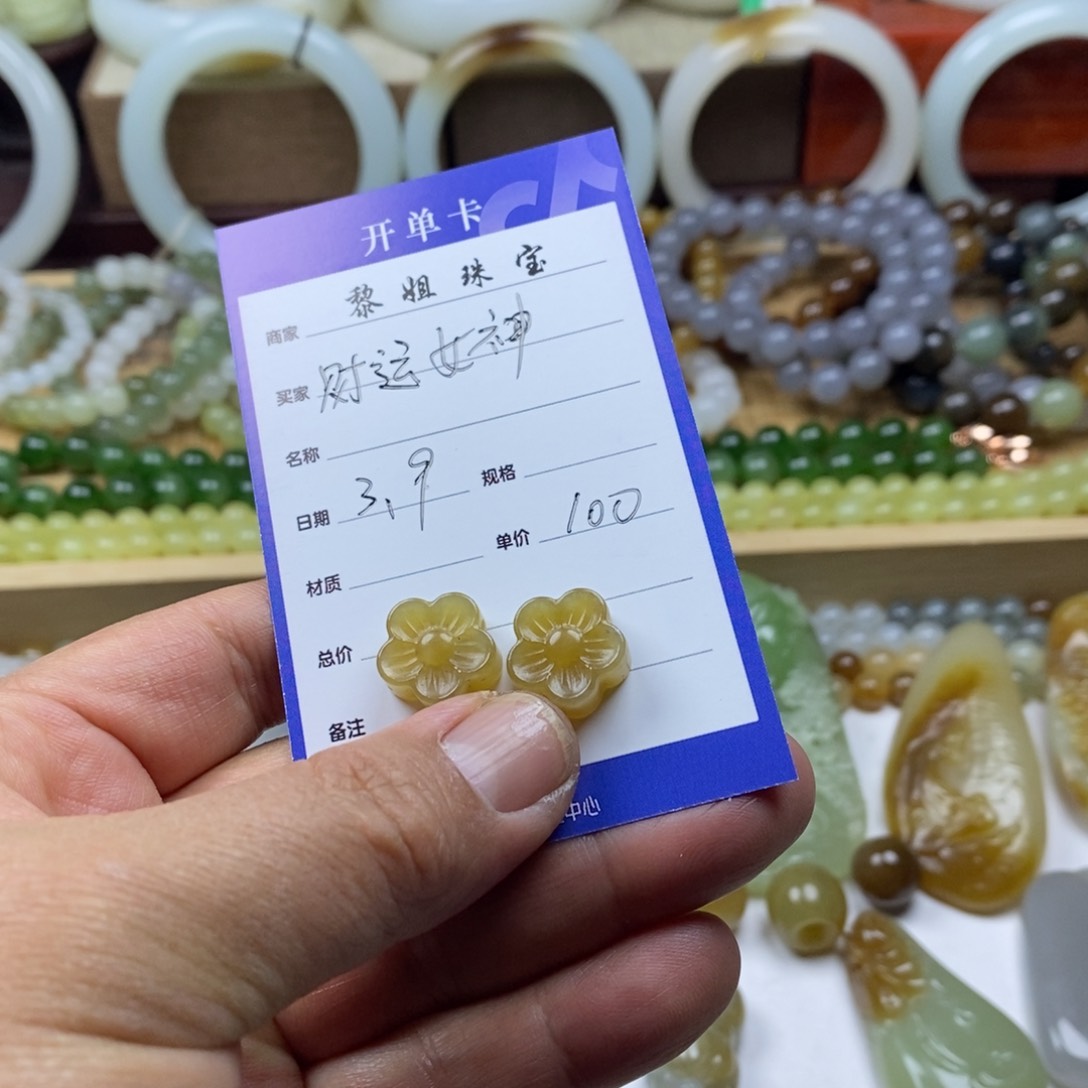 开单卡
商家 黎姐珠宝
买家 财运女神
名称
日期 3.9 规格
材质 单价 100
总价
备注
中心